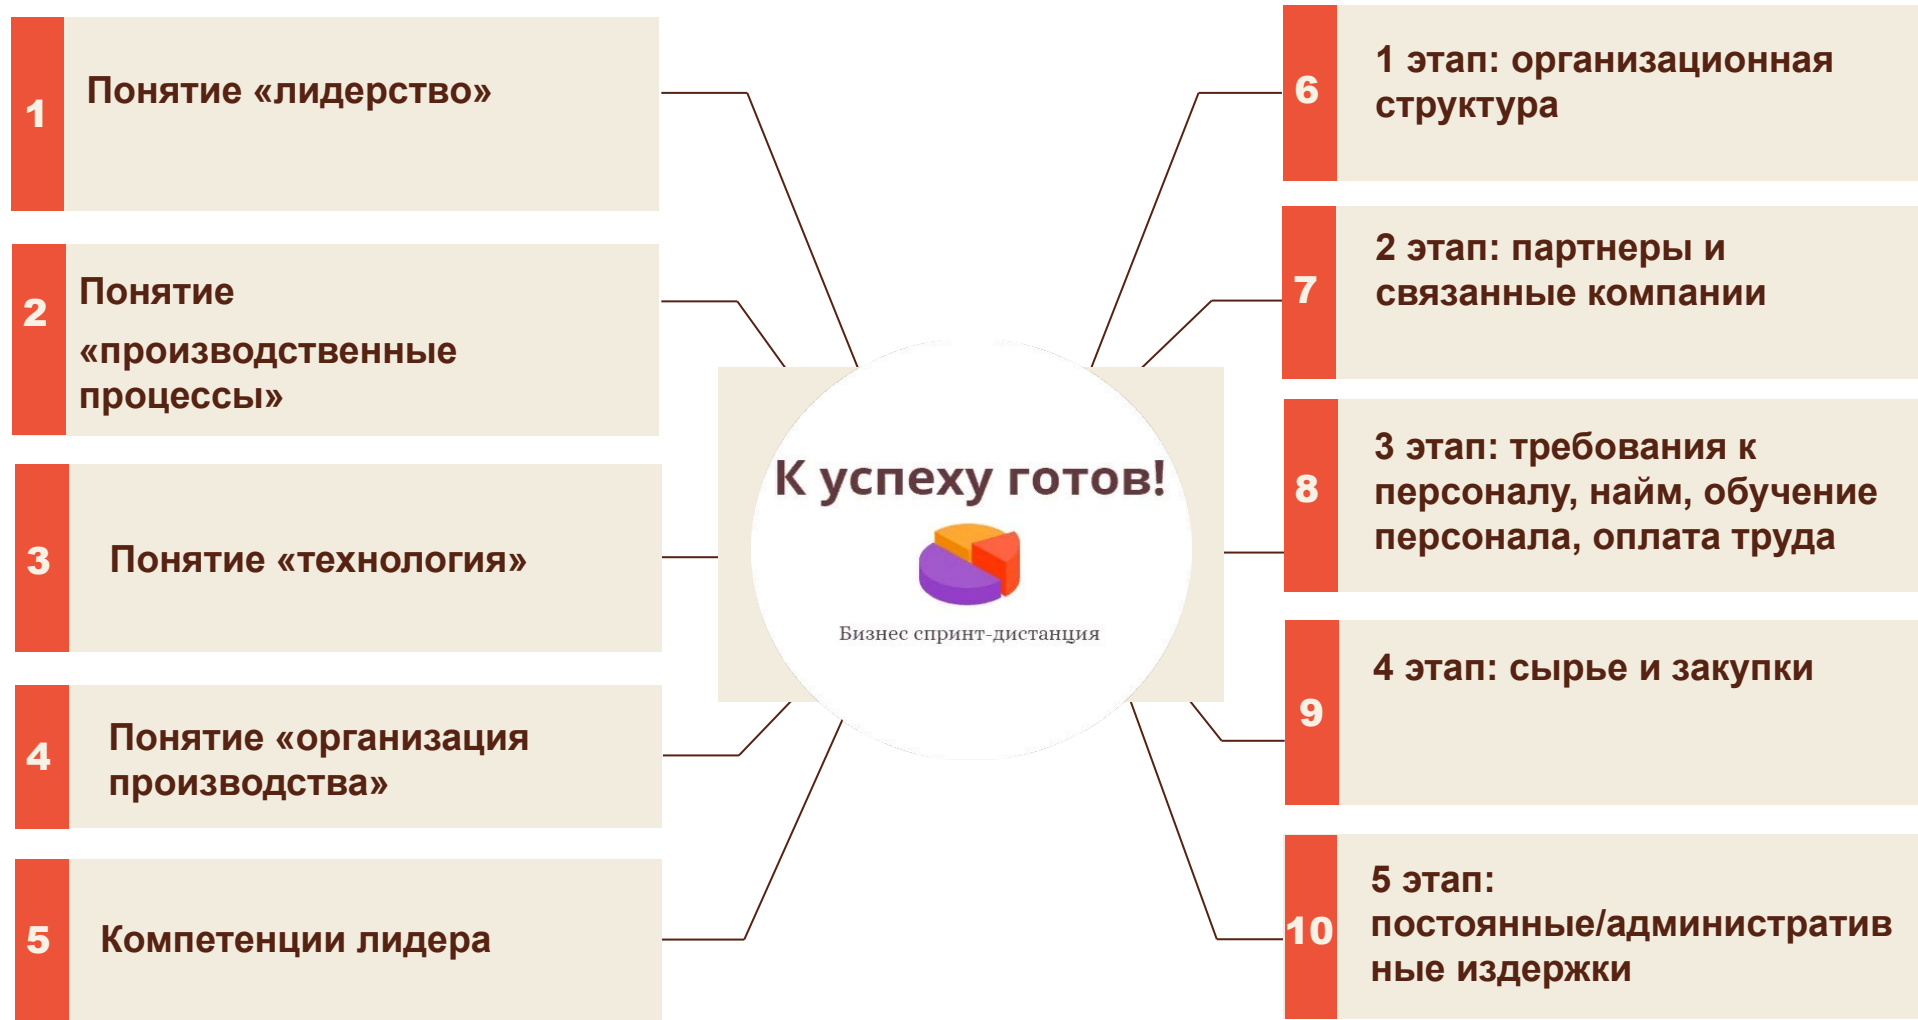 1
Понятие «лидерство»
2
Понятие
«производственные
процессы»
3
Понятие «технология»
4
Понятие «организация
производства»
5
Компетенции лидера
К успеху готов!
Бизнес спринт-дистанция
6
1 этап: организационная
структура
7
2 этап: партнеры и
связанные компании
8
3 этап: требования к
персоналу, найм, обучение
персонала, оплата труда
9
4 этап: сырье и закупки
10
5 этап:
постоянные/административ
ные издержки